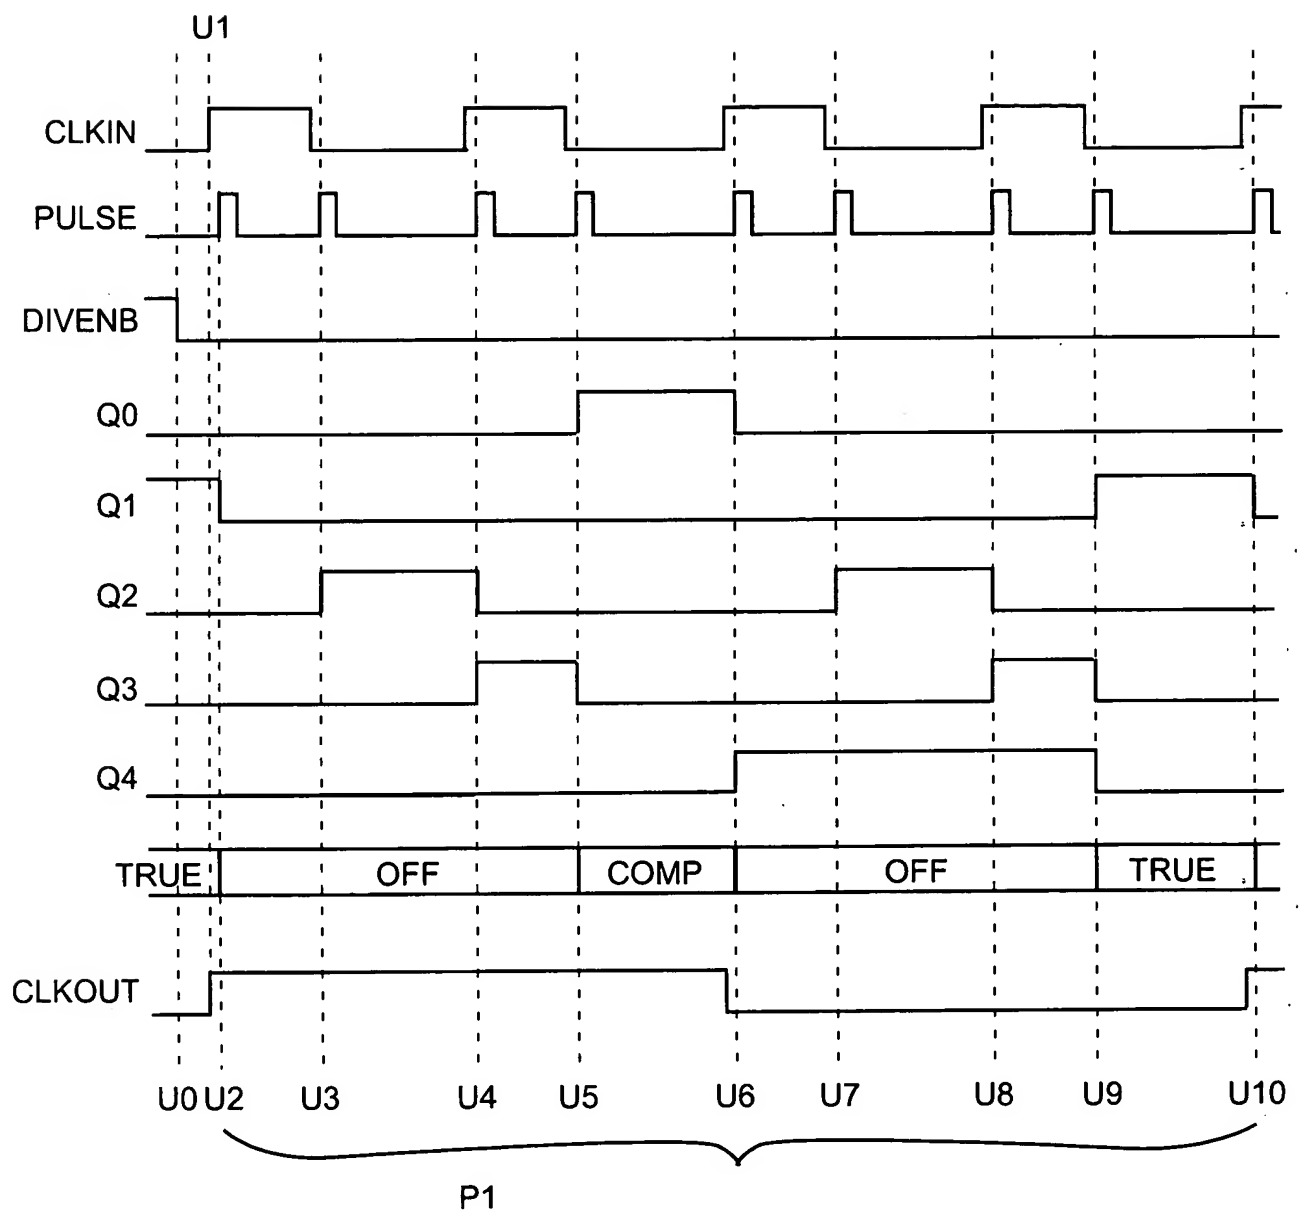 U1
CLKIN
PULSE
DIVENB
Q0
Q1
Q2
Q3
Q4
TRUE OFF COMP OFF TRUE
CLKOUT
U0 U2 U3 U4 U5 U6 U7 U8 U9 U10
P1